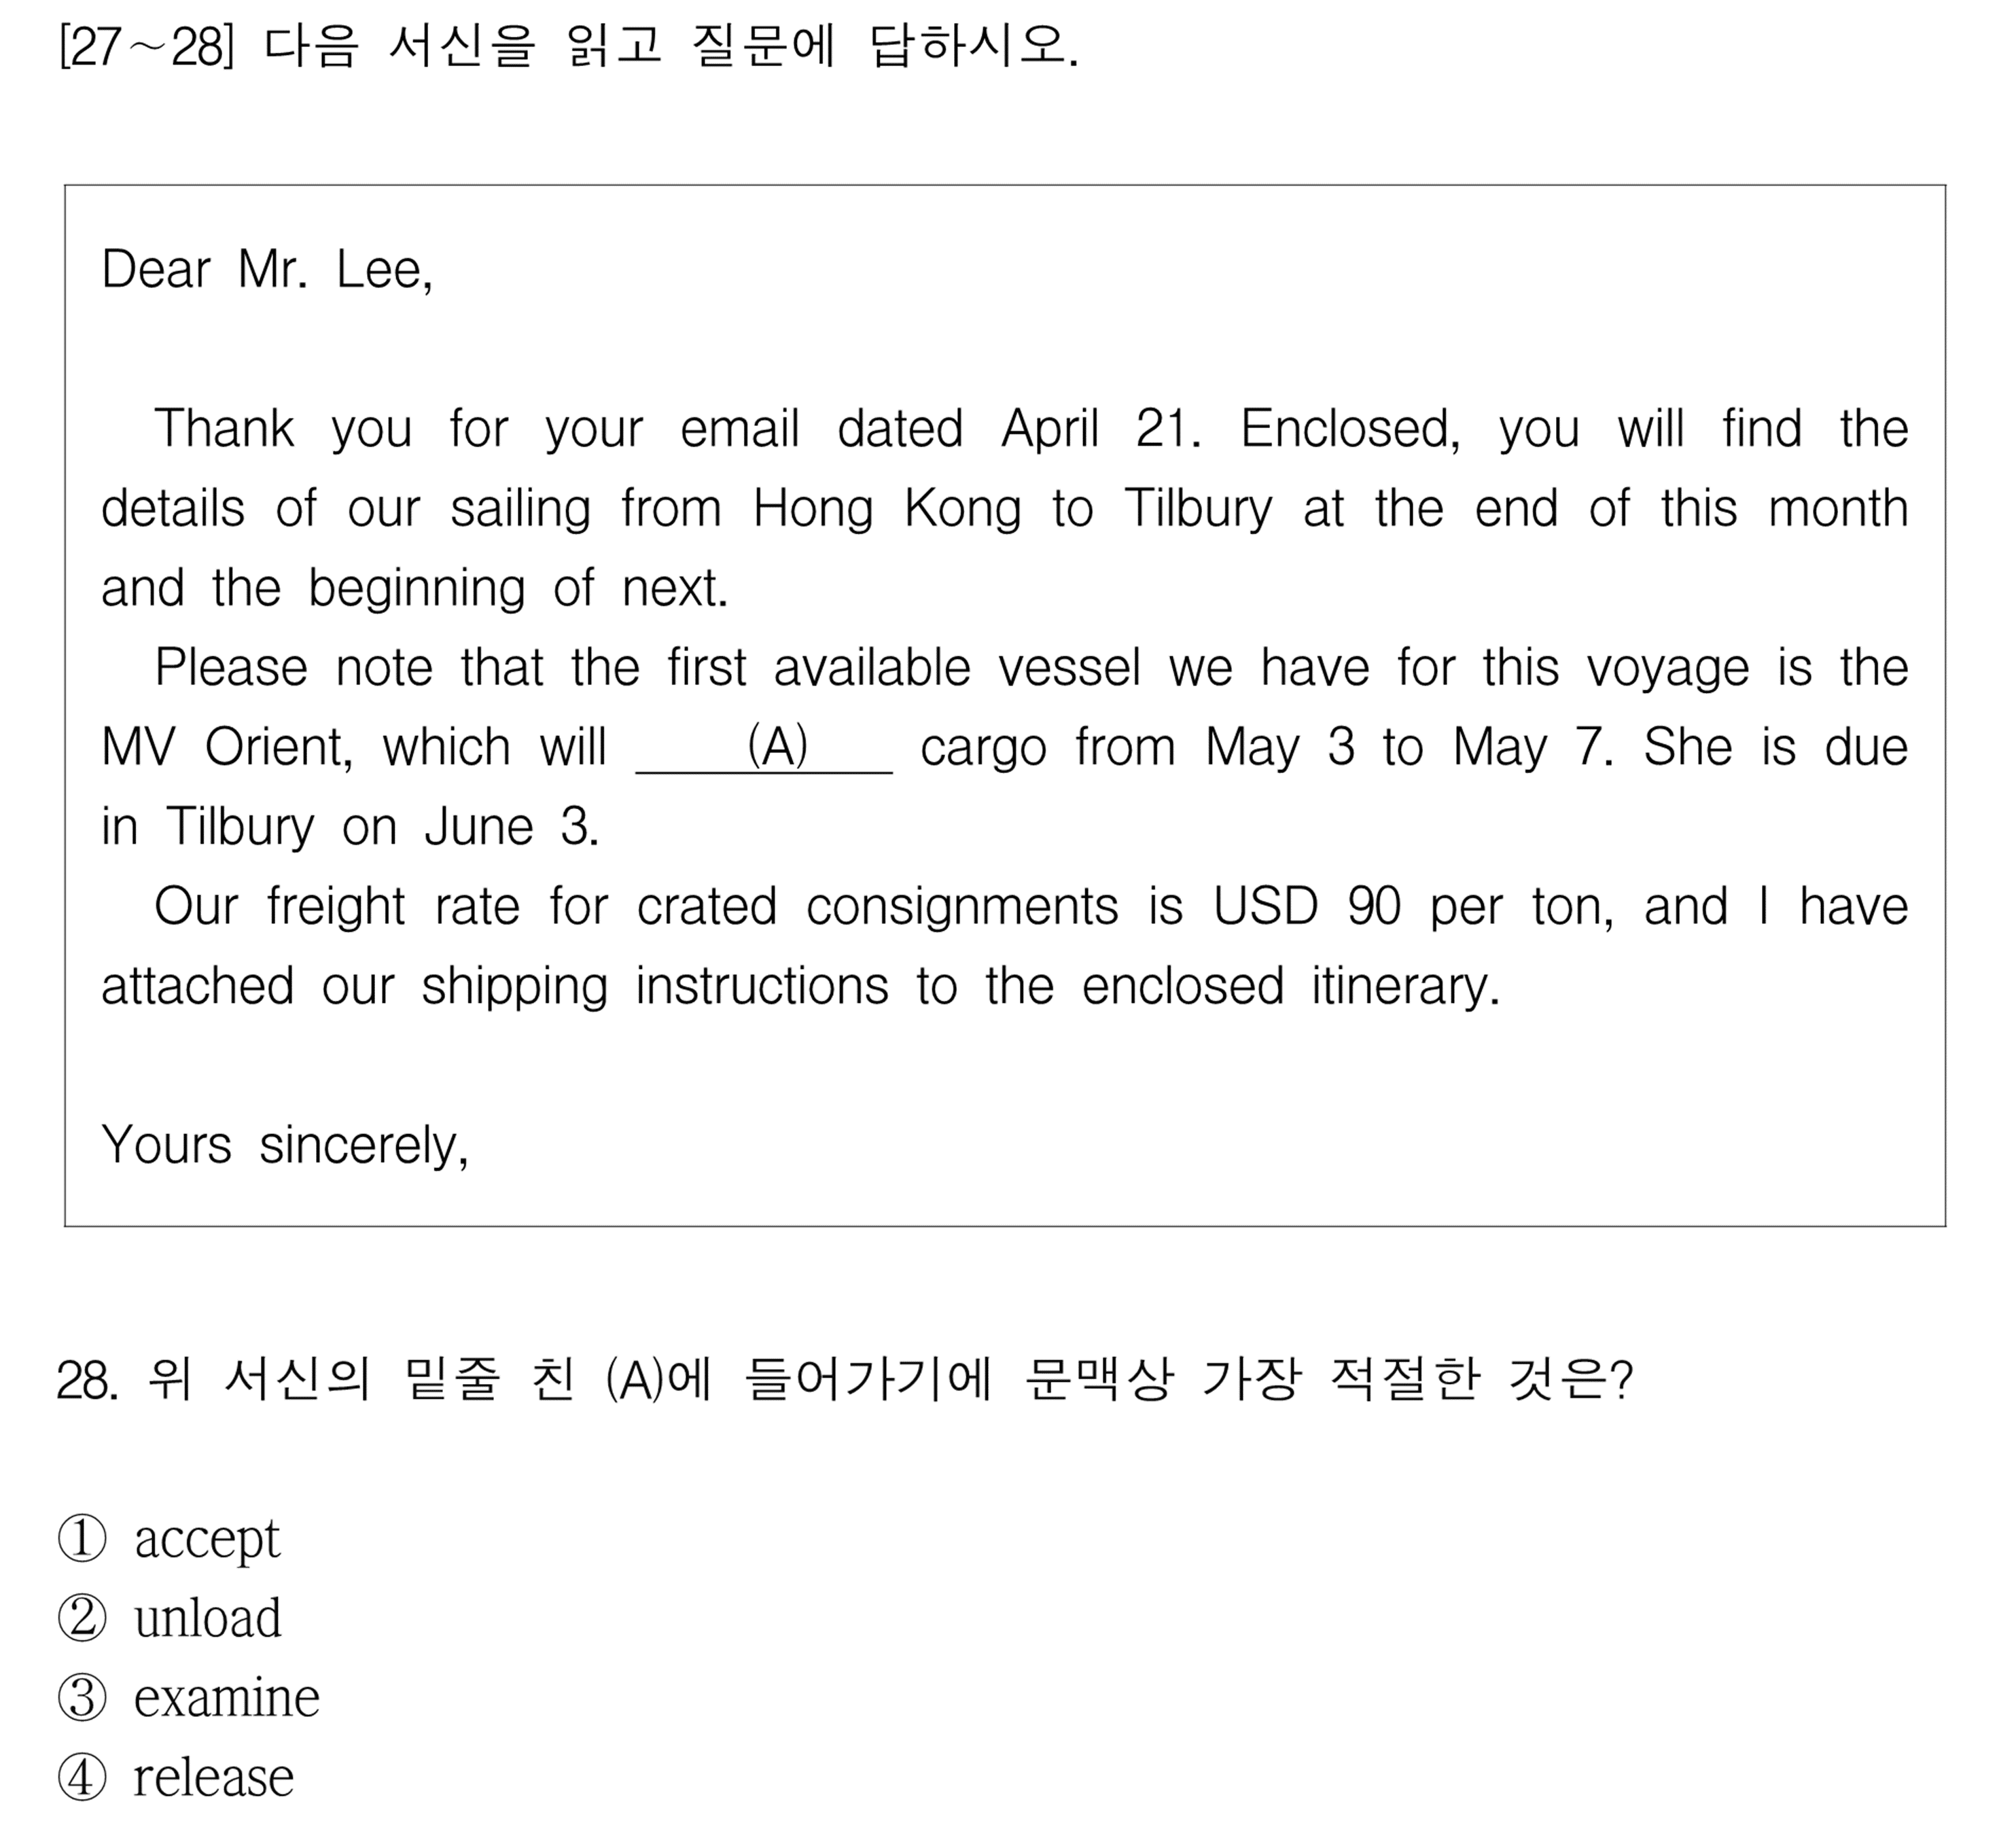 [27～28] 다음 서신을 읽고 질문에 답하시오.
Dear Mr. Lee,
Thank you for your email dated April 21. Enclosed, you will find the
details of our sailing from Hong Kong to Tilbury at the end of this month
and the beginning of next.
Please note that the first available vessel we have for this voyage is the
MV Orient, which will (A) cargo from May 3 to May 7. She is due
in Tilbury on June 3.
Our freight rate for crated consignments is USD 90 per ton, and I have
attached our shipping instructions to the enclosed itinerary.
Yours sincerely,
28. 위 서신의 밑줄 친 (A)에 들어가기에 문맥상 가장 적절한 것은?
① accept
② unload
③ examine
④ release